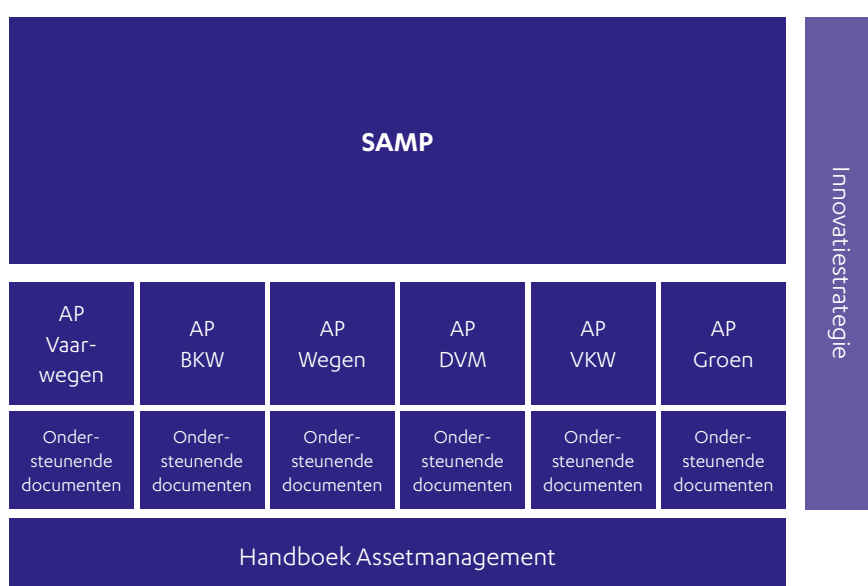 SAMP
AP
Vaar-
wegen
AP
BKW
AP
Wegen
AP
DVM
AP
VKW
AP
Groen
Onder-
steunende
documenten
Onder-
steunende
documenten
Onder-
steunende
documenten
Onder-
steunende
documenten
Onder-
steunende
documenten
Onder-
steunende
documenten
Handboek Assetmanagement
Innovatiestrategie